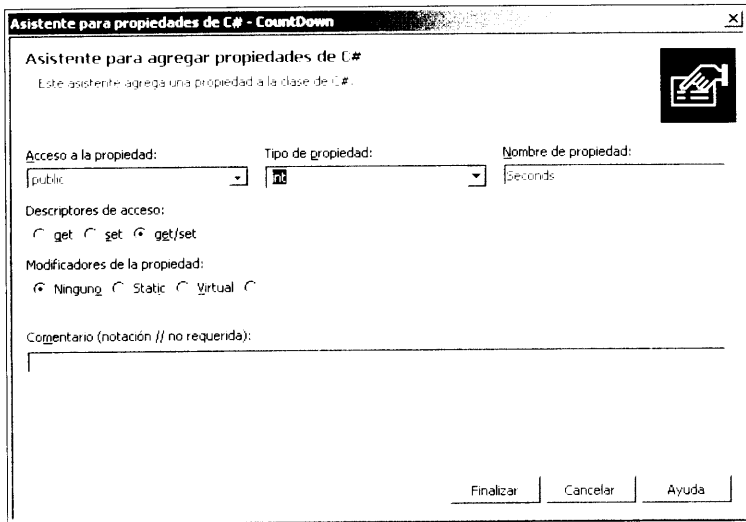 Asistente para propiedades de C# - CountDown
Asistente para agregar propiedades de C#
Este asistente agrega una propiedad a la clase de C#.
Acceso a la propiedad: Tipo de propiedad: Nombre de propiedad:
public int Seconds
Descriptores de acceso:
get set get/set
Modificadores de la propiedad:
Ninguno Static Virtual
Comentario (notación // no requerida):
Finalizar Cancelar Ayuda